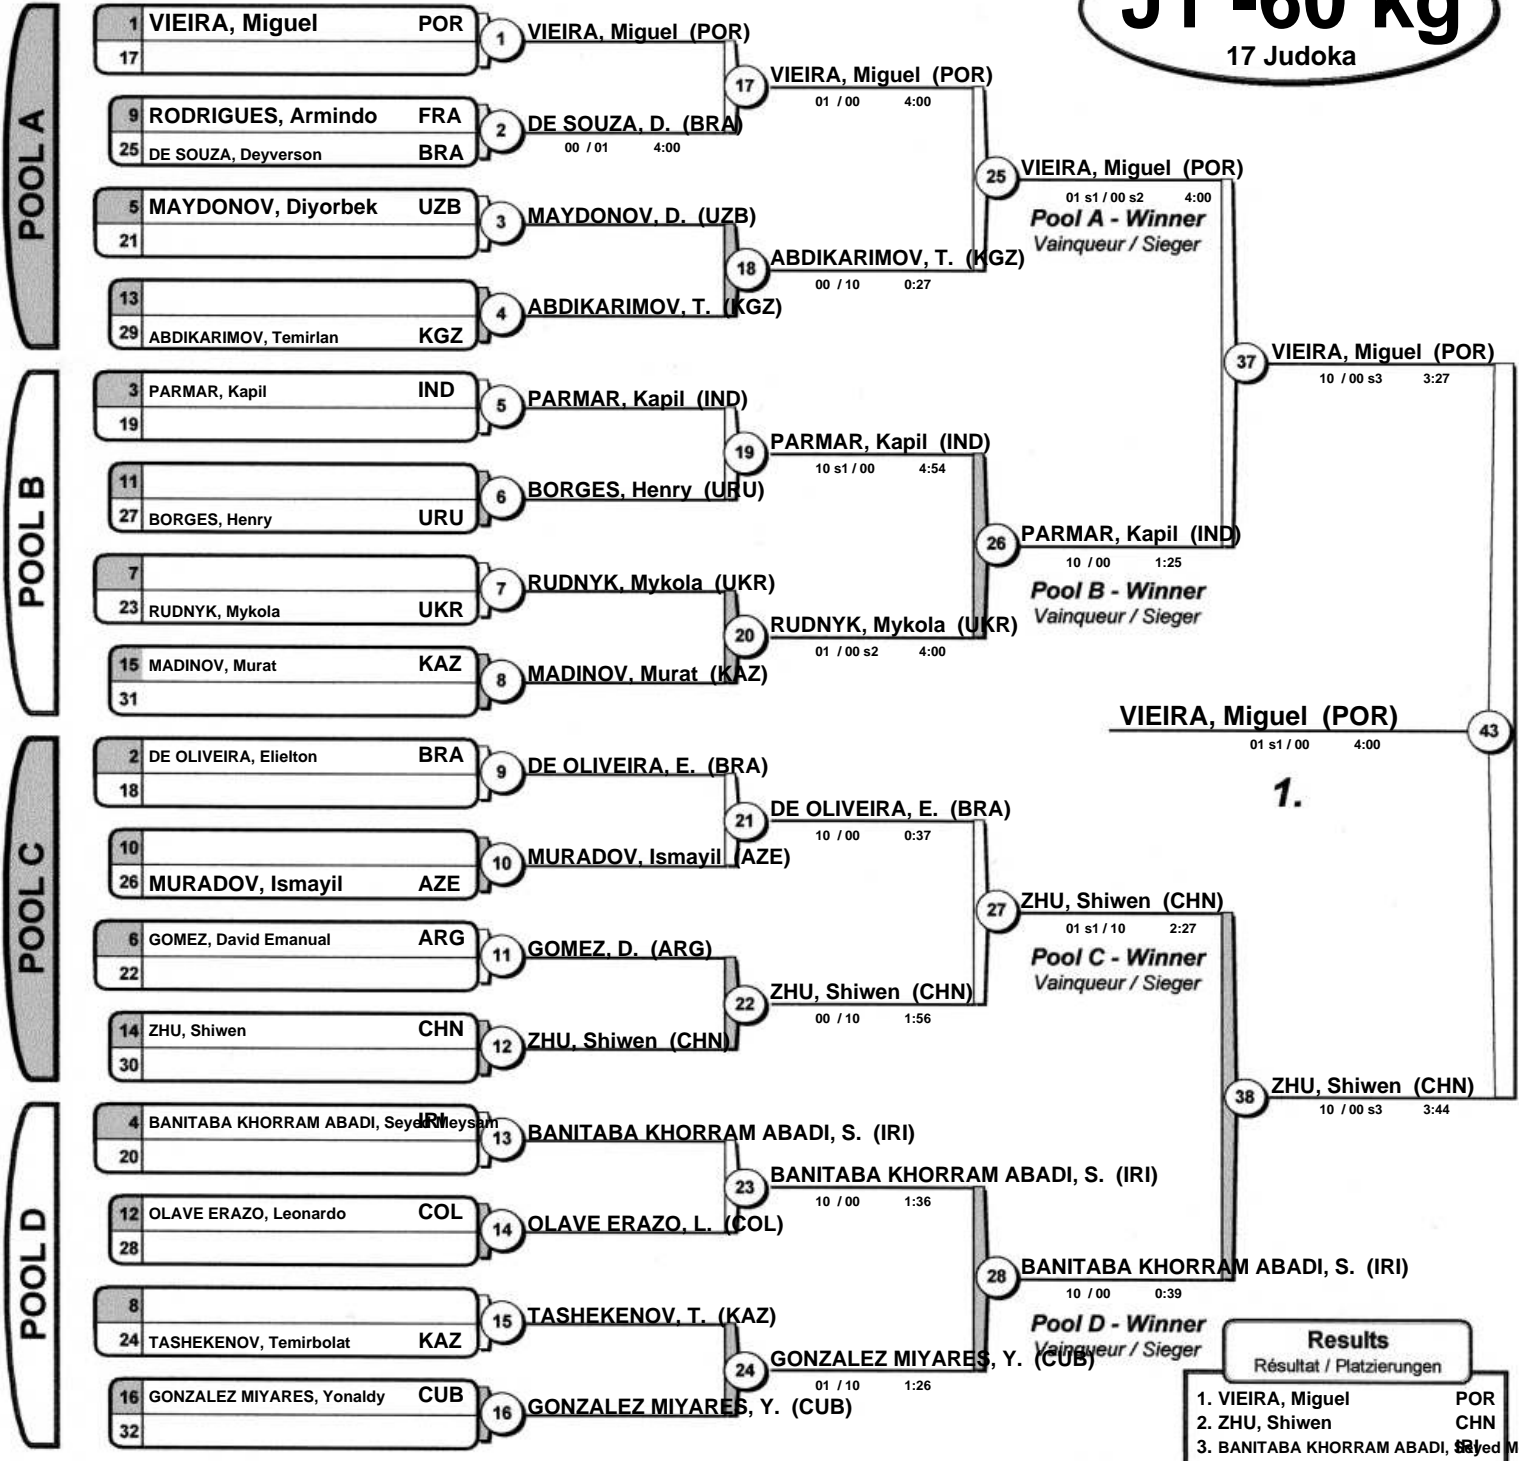 J1 -60 kg
17 Judoka
POOL A
1 VIEIRA, Miguel POR
17
1 VIEIRA, Miguel (POR)
9 RODRIGUES, Armindo FRA
25 DE SOUZA, Deyverson BRA
2 DE SOUZA, D. (BRA)
00 / 01 4:00
17 VIEIRA, Miguel (POR)
01 / 00 4:00
5 MAYDONOV, Diyorbek UZB
21
3 MAYDONOV, D. (UZB)
13
29 ABDIKARIMOV, Temirlan KGZ
4 ABDIKARIMOV, T. (KGZ)
18 ABDIKARIMOV, T. (KGZ)
00 / 10 0:27
25 VIEIRA, Miguel (POR)
01 s1 / 00 s2 4:00
Pool A - Winner
Vainqueur / Sieger
POOL B
3 PARMAR, Kapil IND
19
5 PARMAR, Kapil (IND)
11
27 BORGES, Henry URU
6 BORGES, Henry (URU)
19 PARMAR, Kapil (IND)
10 s1 / 00 4:54
7
23 RUDNYK, Mykola UKR
7 RUDNYK, Mykola (UKR)
15 MADINOV, Murat KAZ
31
8 MADINOV, Murat (KAZ)
20 RUDNYK, Mykola (UKR)
01 / 00 s2 4:00
26 PARMAR, Kapil (IND)
10 / 00 1:25
Pool B - Winner
Vainqueur / Sieger
37 VIEIRA, Miguel (POR)
10 / 00 s3 3:27
VIEIRA, Miguel (POR) 43
01 s1 / 00 4:00
1.
POOL C
2 DE OLIVEIRA, Elielton BRA
18
9 DE OLIVEIRA, E. (BRA)
10
26 MURADOV, Ismayil AZE
10 MURADOV, Ismayil (AZE)
21 DE OLIVEIRA, E. (BRA)
10 / 00 0:37
6 GOMEZ, David Emanual ARG
22
11 GOMEZ, D. (ARG)
14 ZHU, Shiwen CHN
30
12 ZHU, Shiwen (CHN)
22 ZHU, Shiwen (CHN)
00 / 10 1:56
27 ZHU, Shiwen (CHN)
01 s1 / 10 2:27
Pool C - Winner
Vainqueur / Sieger
POOL D
4 BANITABA KHORRAM ABADI, Seyed Meysam IRI
20
13 BANITABA KHORRAM ABADI, S. (IRI)
12 OLAVE ERAZO, Leonardo COL
28
14 OLAVE ERAZO, L. (COL)
23 BANITABA KHORRAM ABADI, S. (IRI)
10 / 00 1:36
8
24 TASHEKENOV, Temirbolat KAZ
15 TASHEKENOV, T. (KAZ)
16 GONZALEZ MIYARES, Yonaldy CUB
32
16 GONZALEZ MIYARES, Y. (CUB)
24 GONZALEZ MIYARES, Y. (CUB)
01 / 10 1:26
28 BANITABA KHORRAM ABADI, S. (IRI)
10 / 00 0:39
Pool D - Winner
Vainqueur / Sieger
38 ZHU, Shiwen (CHN)
10 / 00 s3 3:44
Results
Résultat / Platzierungen
1. VIEIRA, Miguel POR
2. ZHU, Shiwen CHN
3. BANITABA KHORRAM ABADI, Seyed M IRI